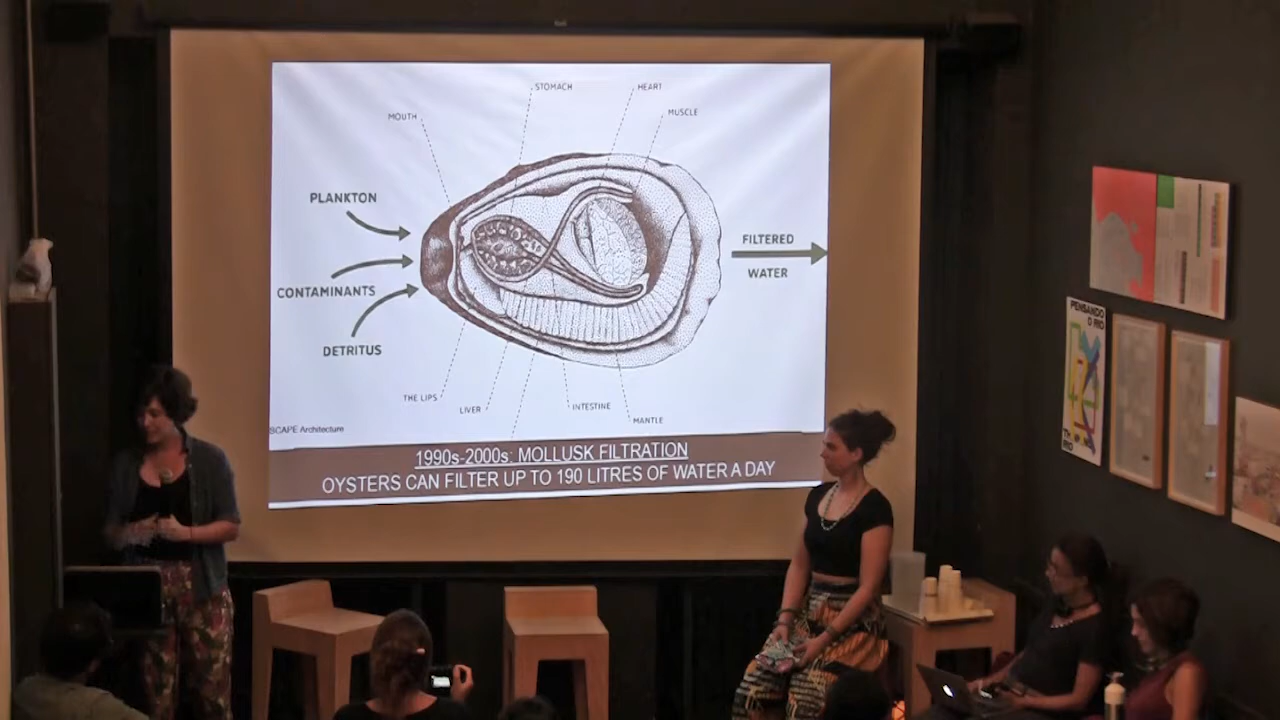 STOMACH
HEART
MOUTH
MUSCLE
PLANKTON
CONTAMINANTS
DETRITUS
FILTERED
WATER
THE LIPS
LIVER
INTESTINE
MANTLE
SCAPE Architecture
1990s-2000s: MOLLUSK FILTRATION
OYSTERS CAN FILTER UP TO 190 LITRES OF WATER A DAY
PENSANDO
O RIO